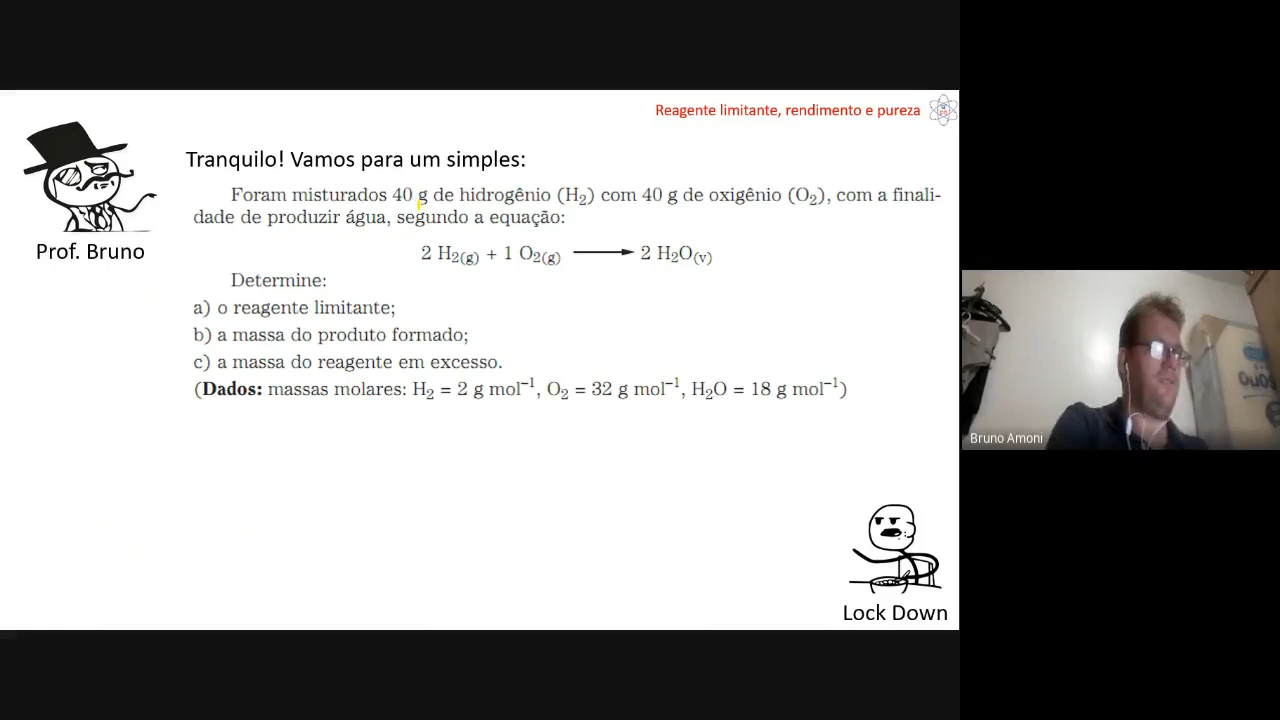 Reagente limitante, rendimento e pureza
Tranquilo! Vamos para um simples:
Foram misturados 40 g de hidrogênio (H₂) com 40 g de oxigênio (O₂), com a finali-
dade de produzir água, segundo a equação:
2 H₂(g) + 1 O₂(g) ⟶ 2 H₂O(v)
Prof. Bruno
Determine:
a) o reagente limitante;
b) a massa do produto formado;
c) a massa do reagente em excesso.
(Dados: massas molares: H₂ = 2 g mol⁻¹, O₂ = 32 g mol⁻¹, H₂O = 18 g mol⁻¹)
Bruno Amoni
Lock Down